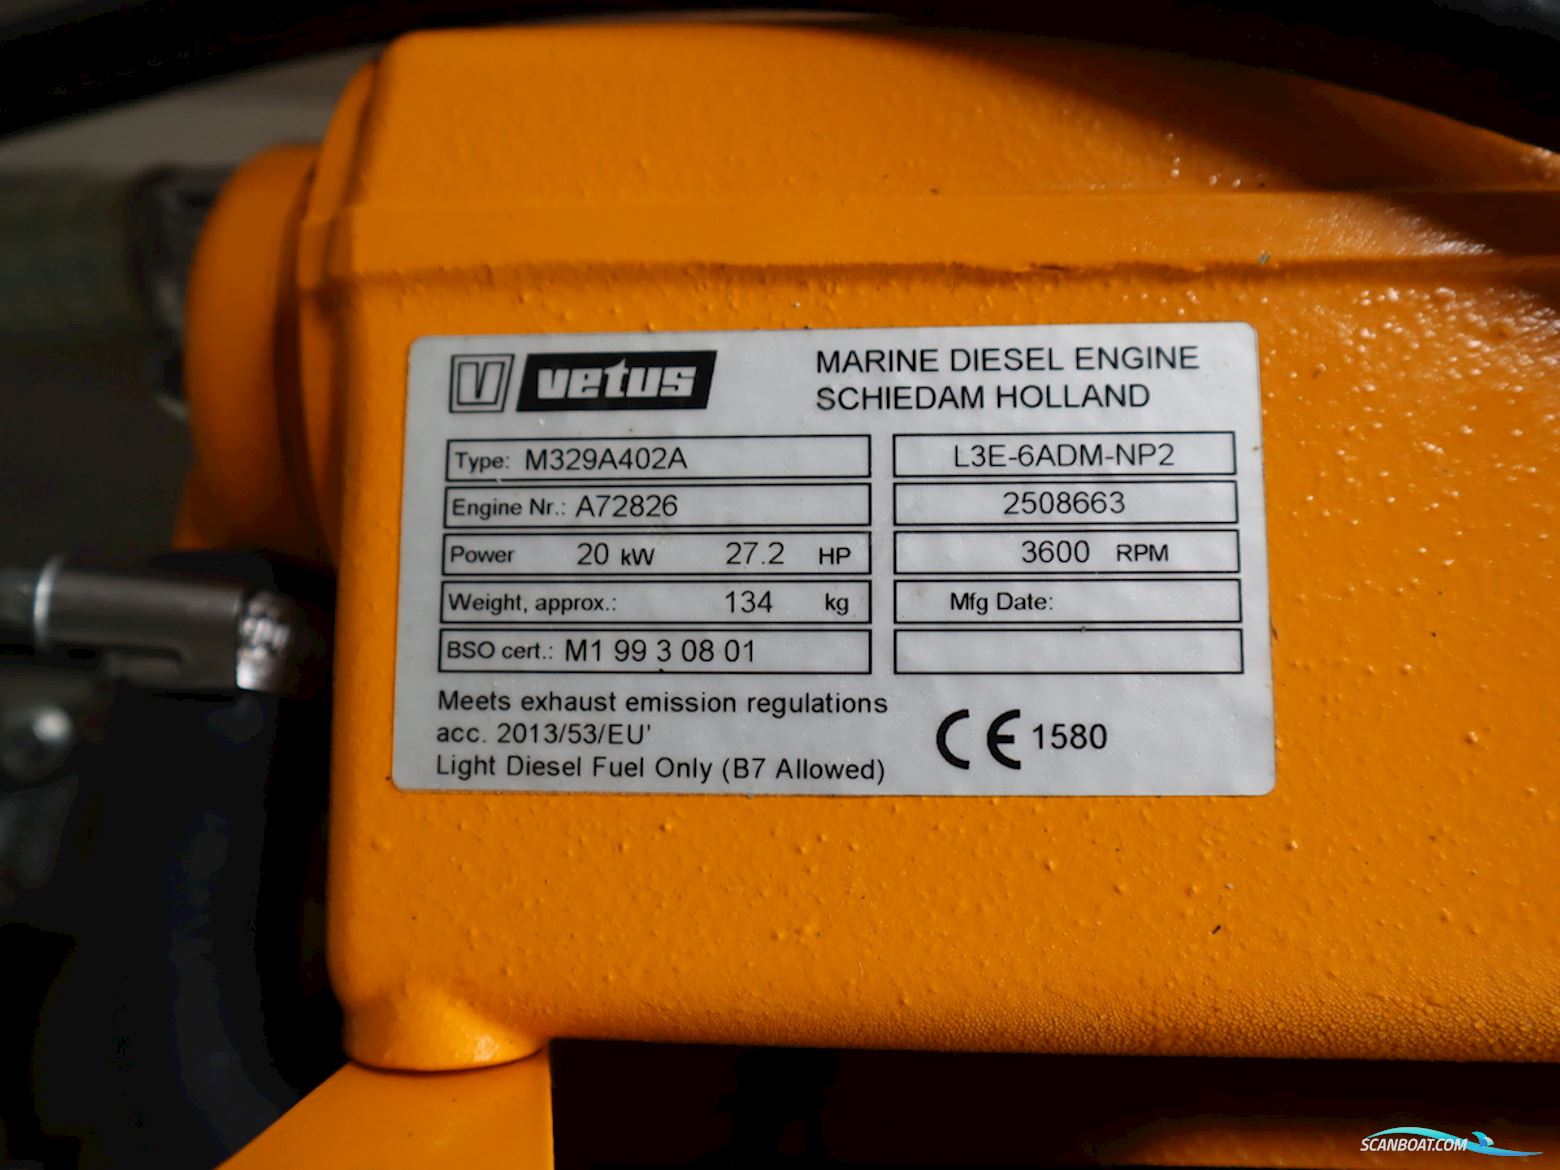 V vetus MARINE DIESEL ENGINE
SCHIEDAM HOLLAND
Type: M329A402A L3E-6ADM-NP2
Engine Nr.: A72826 2508663
Power 20 kW 27.2 HP 3600 RPM
Weight, approx.: 134 kg Mfg Date:
BSO cert.: M1 99 3 08 01
Meets exhaust emission regulations
acc. 2013/53/EU'
Light Diesel Fuel Only (B7 Allowed)
CE 1580
SCANBOAT.COM